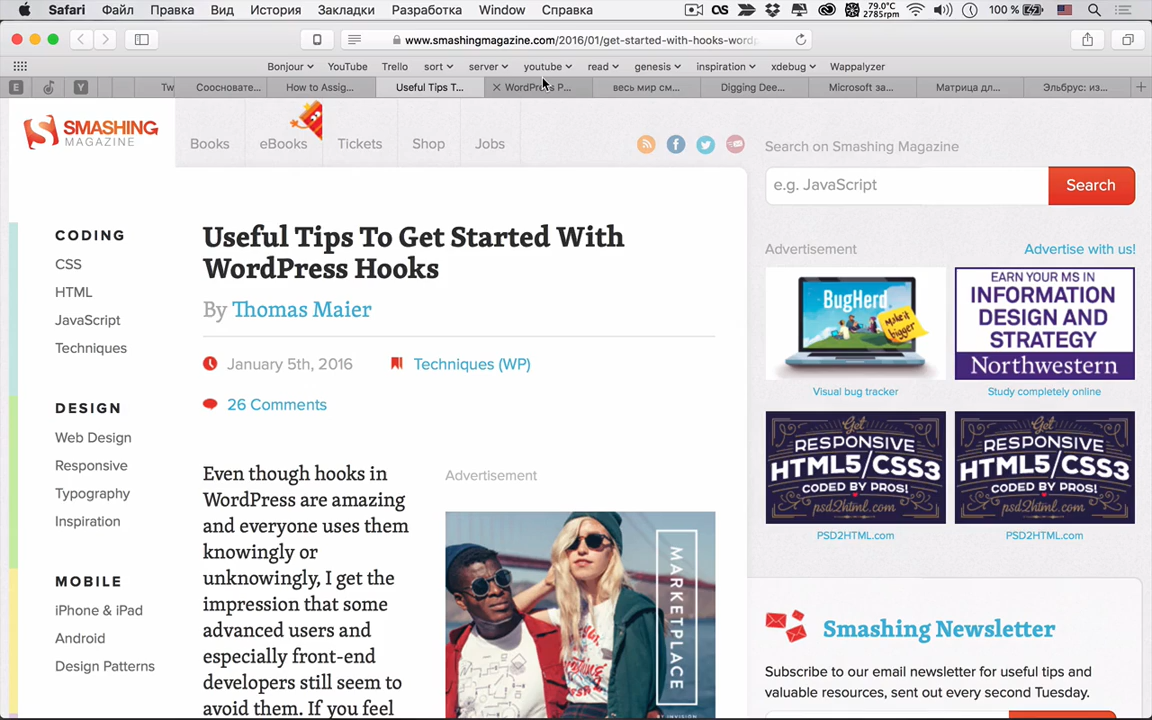 Safari Файл Правка Вид История Закладки Разработка Window Справка 79.0°C 2785rpm 100 %
www.smashingmagazine.com/2016/01/get-started-with-hooks-wordp
Bonjour YouTube Trello sort server youtube read genesis inspiration xdebug Wappalyzer
E Y Tw Соосновате... How to Assig... Useful Tips T... WordPress P... весь мир см... Digging Dee... Microsoft за... Матрица дл... Эльбрус: из...
SMASHING
MAGAZINE
Books eBooks Tickets Shop Jobs
Search on Smashing Magazine
e.g. JavaScript Search
CODING
CSS
HTML
JavaScript
Techniques
DESIGN
Web Design
Responsive
Typography
Inspiration
MOBILE
iPhone & iPad
Android
Design Patterns
Useful Tips To Get Started With
WordPress Hooks
By Thomas Maier
January 5th, 2016 Techniques (WP)
26 Comments
Even though hooks in
WordPress are amazing
and everyone uses them
knowingly or
unknowingly, I get the
impression that some
advanced users and
especially front-end
developers still seem to
avoid them. If you feel
Advertisement
MARKETPLACE
BY INVISION
Advertisement Advertise with us!
BugHerd
Make it
bigger
Visual bug tracker
EARN YOUR MS IN
INFORMATION
DESIGN AND
STRATEGY
Northwestern
Study completely online
Get
RESPONSIVE
HTML5/CSS3
CODED BY PROS!
psd2html.com
PSD2HTML.com
Get
RESPONSIVE
HTML5/CSS3
CODED BY PROS!
psd2html.com
PSD2HTML.com
Smashing Newsletter
Subscribe to our email newsletter for useful tips and
valuable resources, sent out every second Tuesday.